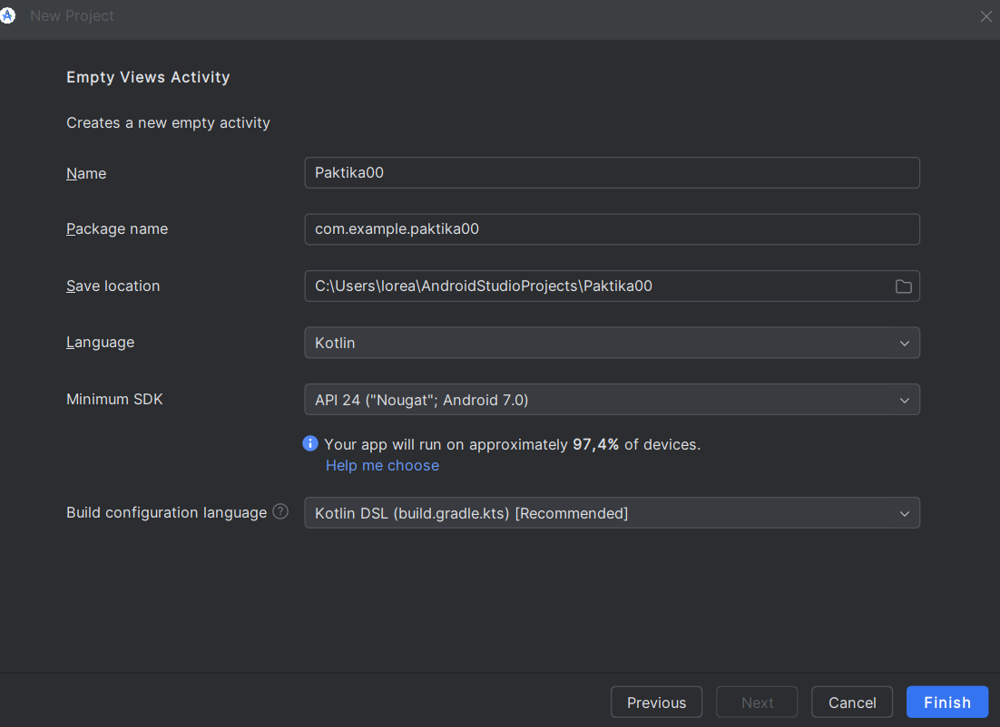 New Project
Empty Views Activity
Creates a new empty activity
Name
Paktika00
Package name
com.example.paktika00
Save location
C:\Users\lorea\AndroidStudioProjects\Paktika00
Language
Kotlin
Minimum SDK
API 24 ("Nougat"; Android 7.0)
Your app will run on approximately 97,4% of devices.
Help me choose
Build configuration language ?
Kotlin DSL (build.gradle.kts) [Recommended]
Previous
Next
Cancel
Finish